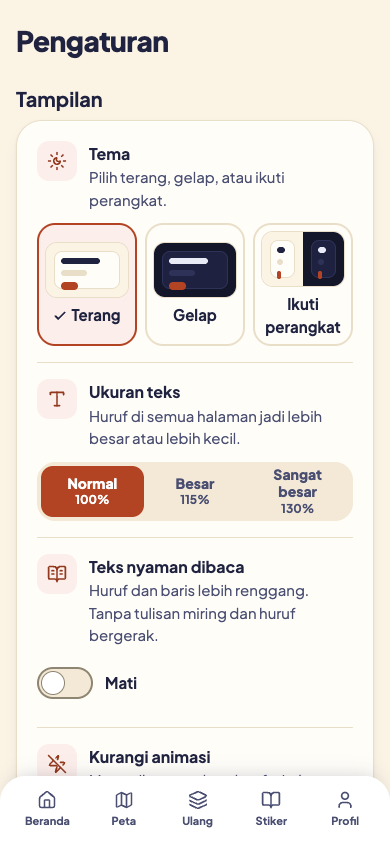 Pengaturan
Tampilan
Tema
Pilih terang, gelap, atau ikuti
perangkat.
Terang
Gelap
Ikuti
perangkat
Ukuran teks
Huruf di semua halaman jadi lebih
besar atau lebih kecil.
Normal
100%
Besar
115%
Sangat
besar
130%
Teks nyaman dibaca
Huruf dan baris lebih renggang.
Tanpa tulisan miring dan huruf
bergerak.
Mati
Kurangi animasi
Beranda
Peta
Ulang
Stiker
Profil